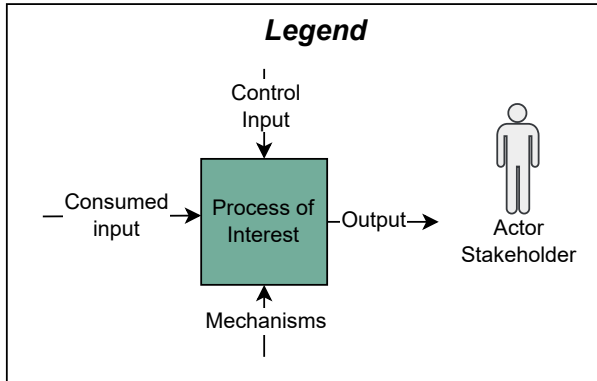 Legend
Control
Input
Consumed
input
Process of
Interest
Output
Mechanisms
Actor
Stakeholder